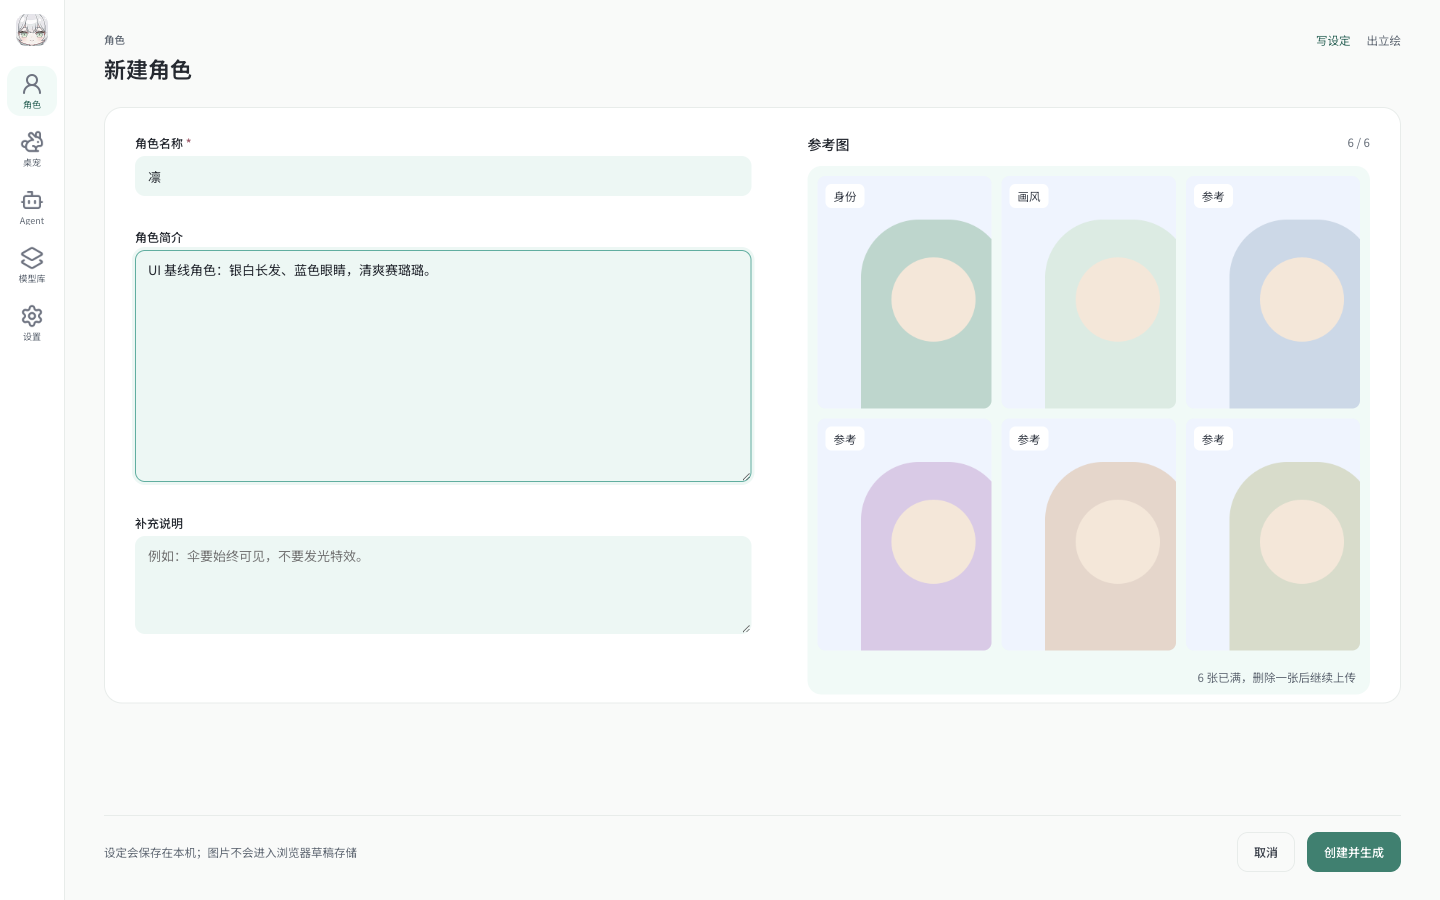 角色
桌宠
Agent
模型库
设置
角色
新建角色
写设定
出立绘
角色名称 *
凛
角色简介
UI 基线角色：银白长发、蓝色眼睛，清爽赛璐璐。
补充说明
例如：伞要始终可见，不要发光特效。
参考图
6 / 6
身份
画风
参考
参考
参考
参考
6 张已满，删除一张后继续上传
设定会保存在本机；图片不会进入浏览器草稿存储
取消
创建并生成